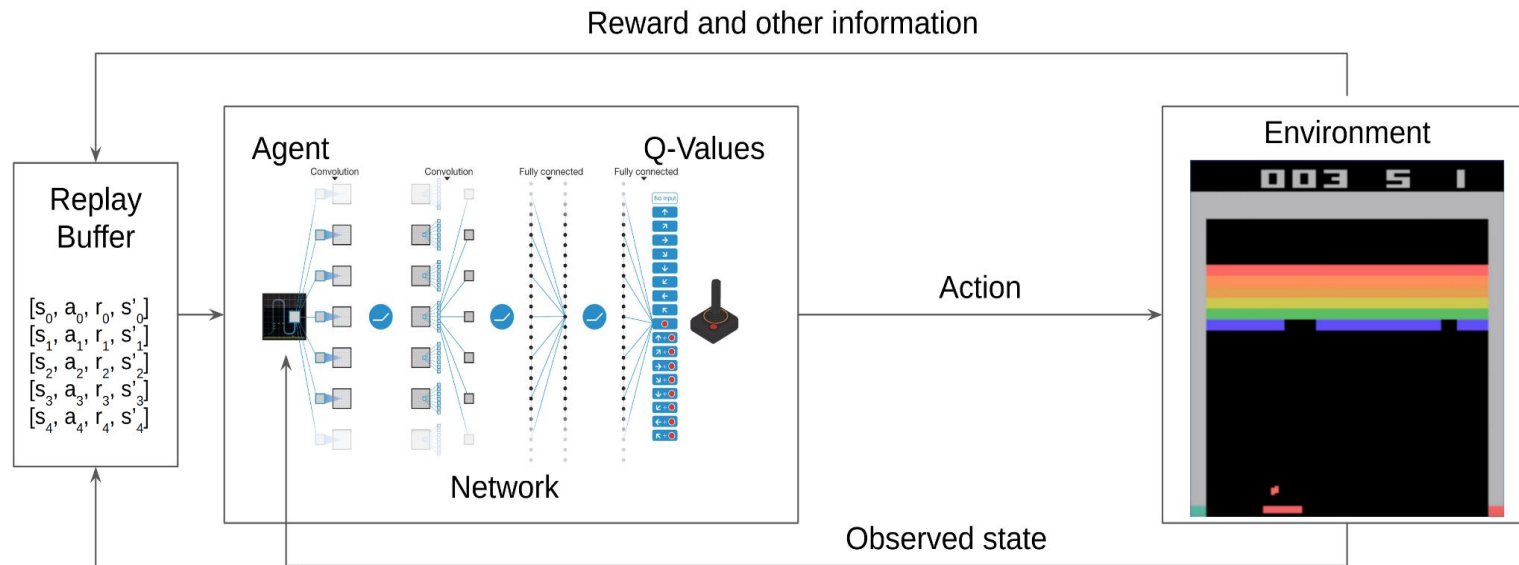 Reward and other information
Replay
Buffer
[s0, a0, r0, s'0]
[s1, a1, r1, s'1]
[s2, a2, r2, s'2]
[s3, a3, r3, s'3]
[s4, a4, r4, s'4]
Agent
Q-Values
Convolution
Convolution
Fully connected
Fully connected
No input
Network
Action
Environment
003 5 1
Observed state